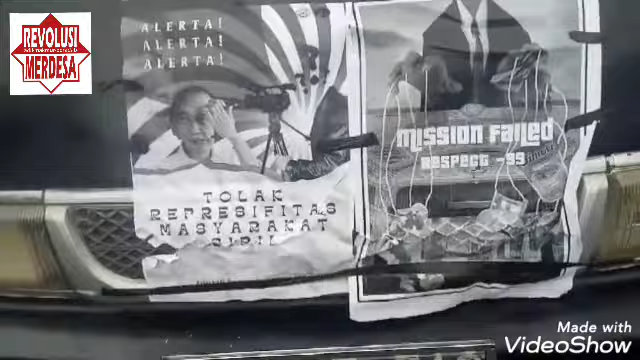 REVOLUSI
MERDESA
ALERTA!
ALERTA!
ALERTA!
TOLAK
REPRESIFITAS
MASYARAKAT
SIPIL
MISSION FAILED
RESPECT -99
Made with
VideoShow